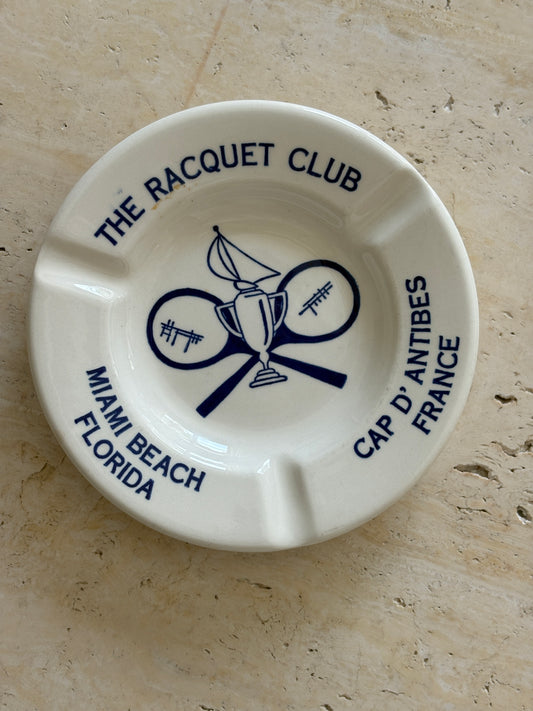 THE RACQUET CLUB
MIAMI BEACH
FLORIDA
CAP D' ANTIBES
FRANCE